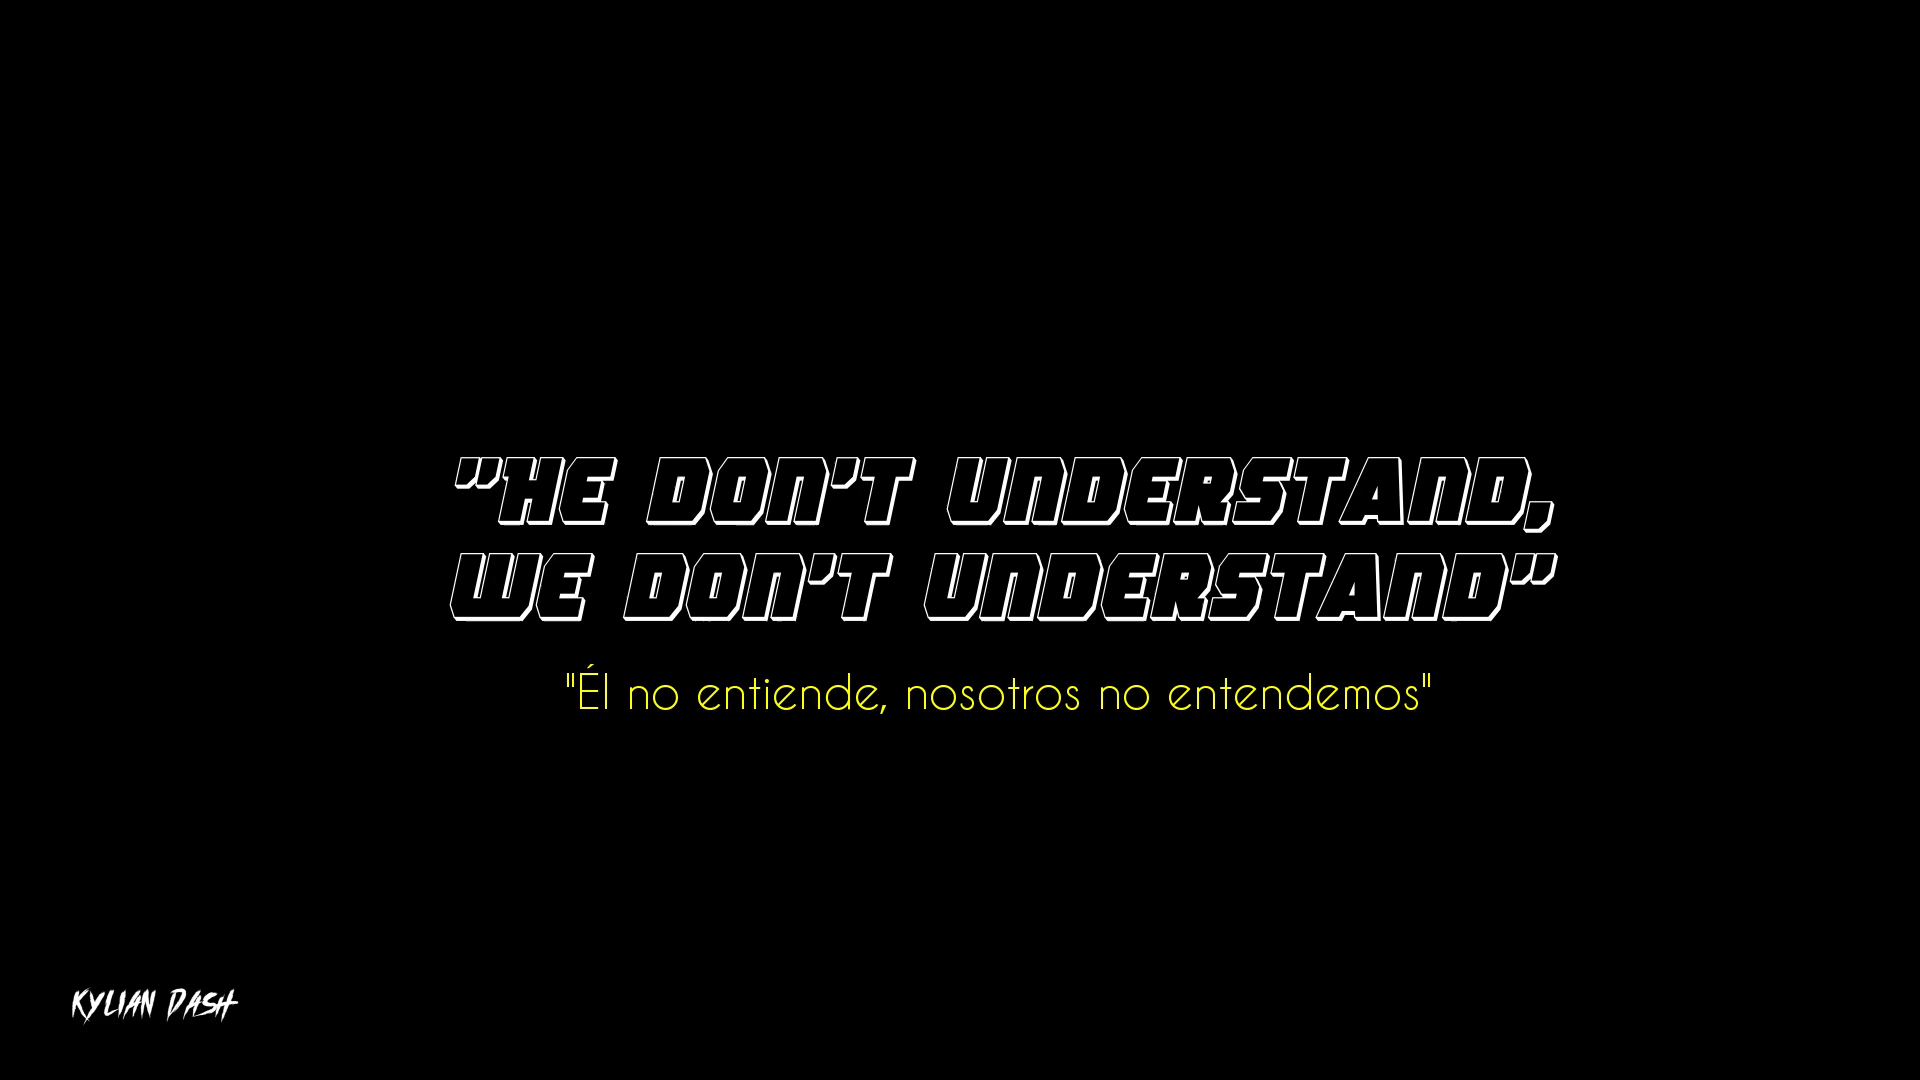 "HE DON'T UNDERSTAND,
WE DON'T UNDERSTAND"
"Él no entiende, nosotros no entendemos"
KYLIAN DASH